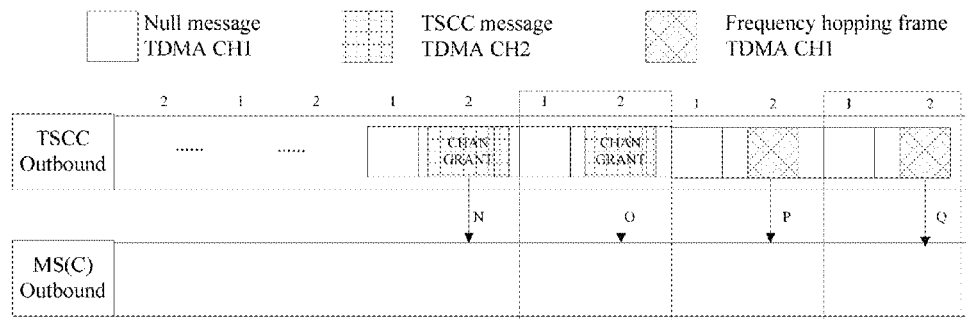 Null message
TDMA CH1
TSCC message
TDMA CH2
Frequency hopping frame
TDMA CH1
2 1 2 1 2 1 2 1 2 1 2
TSCC
Outbound
......
......
CHAN
GRANT
CHAN
GRANT
N
O
P
Q
MS(C)
Outbound